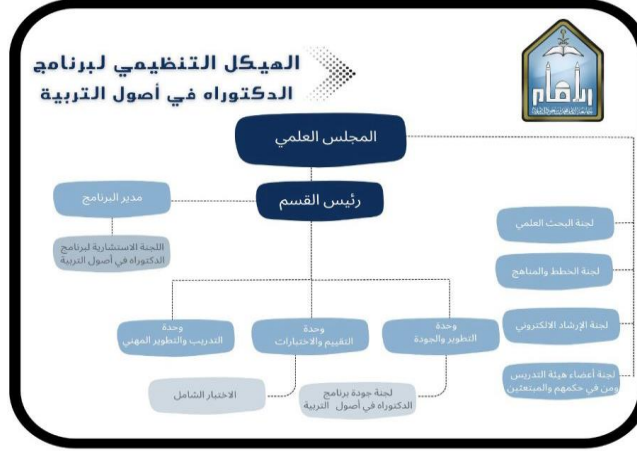 الهيكل التنظيمي لبرنامج
الدكتوراه في أصول التربية
الإمام
المجلس العلمي
رئيس القسم
مدير البرنامج
اللجنة الاستشارية لبرنامج
الدكتوراه في أصول التربية
لجنة البحث العلمي
لجنة الخطط والمناهج
لجنة الإرشاد الالكتروني
لجنة أعضاء هيئة التدريس
ومن في حكمهم والمبتعثين
وحدة
التطوير والجودة
وحدة
التقييم والاختبارات
وحدة
التدريب والتطوير المهني
لجنة جودة برنامج
الدكتوراه في أصول التربية
الاختبار الشامل